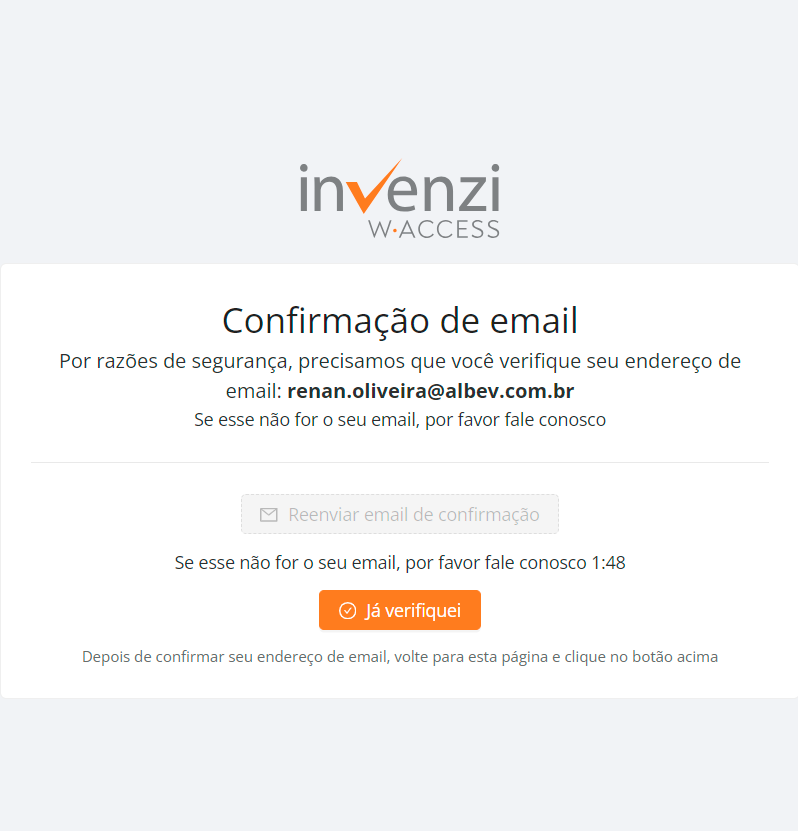 invenzi
W·ACCESS
Confirmação de email
Por razões de segurança, precisamos que você verifique seu endereço de
email: renan.oliveira@albev.com.br
Se esse não for o seu email, por favor fale conosco
Reenviar email de confirmação
Se esse não for o seu email, por favor fale conosco 1:48
Já verifiquei
Depois de confirmar seu endereço de email, volte para esta página e clique no botão acima